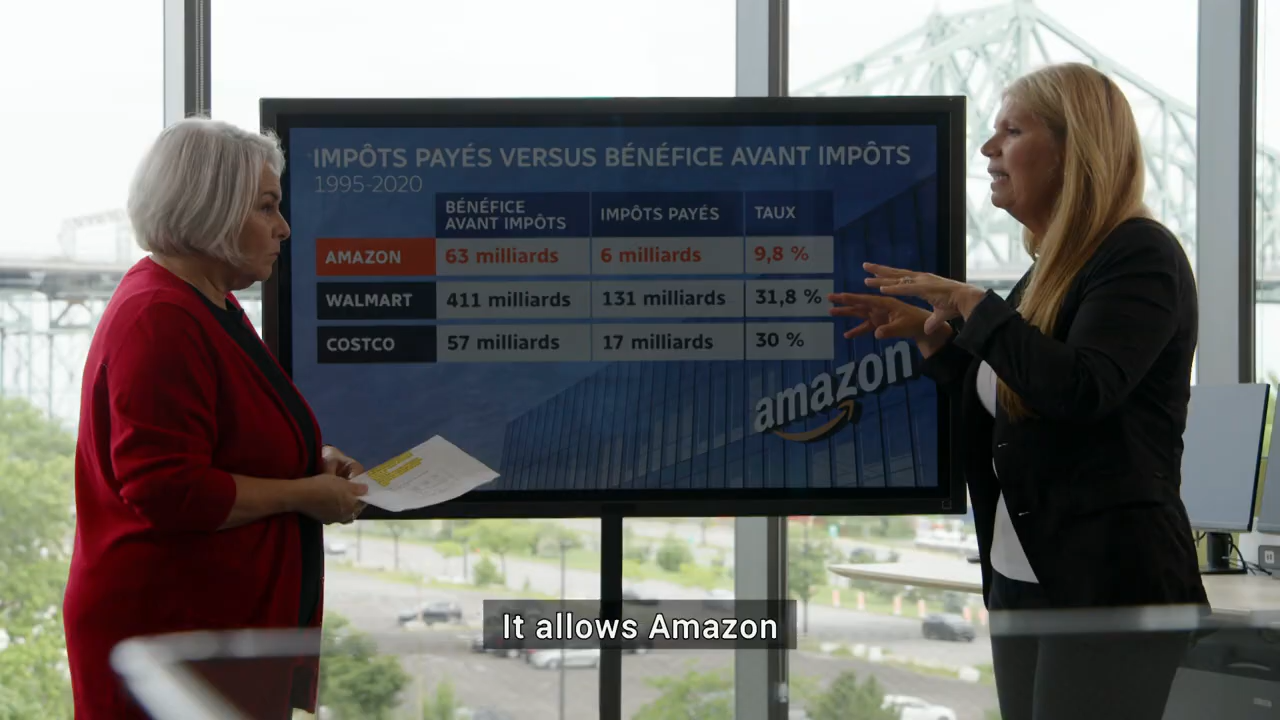 IMPÔTS PAYÉS VERSUS BÉNÉFICE AVANT IMPÔTS
1995-2020
BÉNÉFICE
AVANT IMPÔTS
IMPÔTS PAYÉS
TAUX
AMAZON 63 milliards 6 milliards 9,8 %
WALMART 411 milliards 131 milliards 31,8 %
COSTCO 57 milliards 17 milliards 30 %
amazon
It allows Amazon